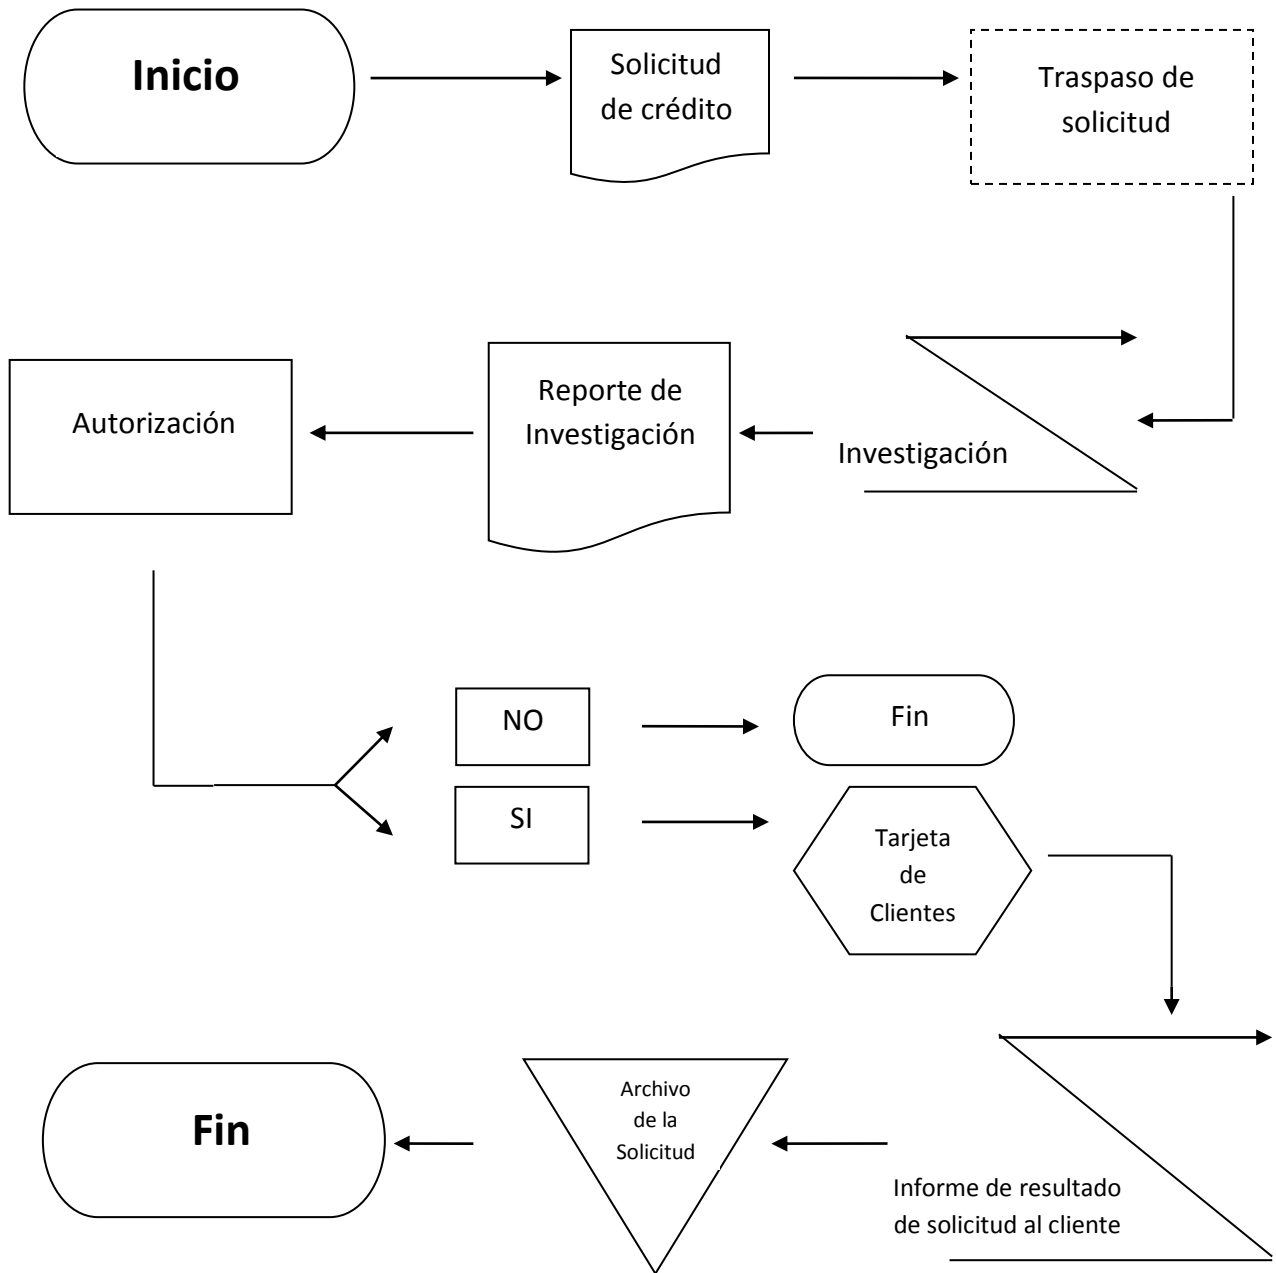 Inicio
Solicitud
de crédito
Traspaso de
solicitud
Autorización
Reporte de
Investigación
Investigación
NO
Fin
SI
Tarjeta
de
Clientes
Fin
Archivo
de la
Solicitud
Informe de resultado
de solicitud al cliente